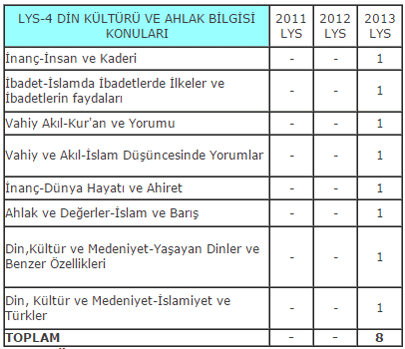 LYS-4 DİN KÜLTÜRÜ VE AHLAK BİLGİSİ KONULARI 2011 LYS 2012 LYS 2013 LYS
İnanç-İnsan ve Kaderi - - 1
İbadet-İslamda İbadetlerde İlkeler ve
İbadetlerin faydaları - - 1
Vahiy Akıl-Kur'an ve Yorumu - - 1
Vahiy ve Akıl-İslam Düşüncesinde Yorumlar - - 1
İnanç-Dünya Hayatı ve Ahiret - - 1
Ahlak ve Değerler-İslam ve Barış - - 1
Din,Kültür ve Medeniyet-Yaşayan Dinler ve
Benzer Özellikleri - - 1
Din, Kültür ve Medeniyet-İslamiyet ve
Türkler - - 1
TOPLAM - - 8